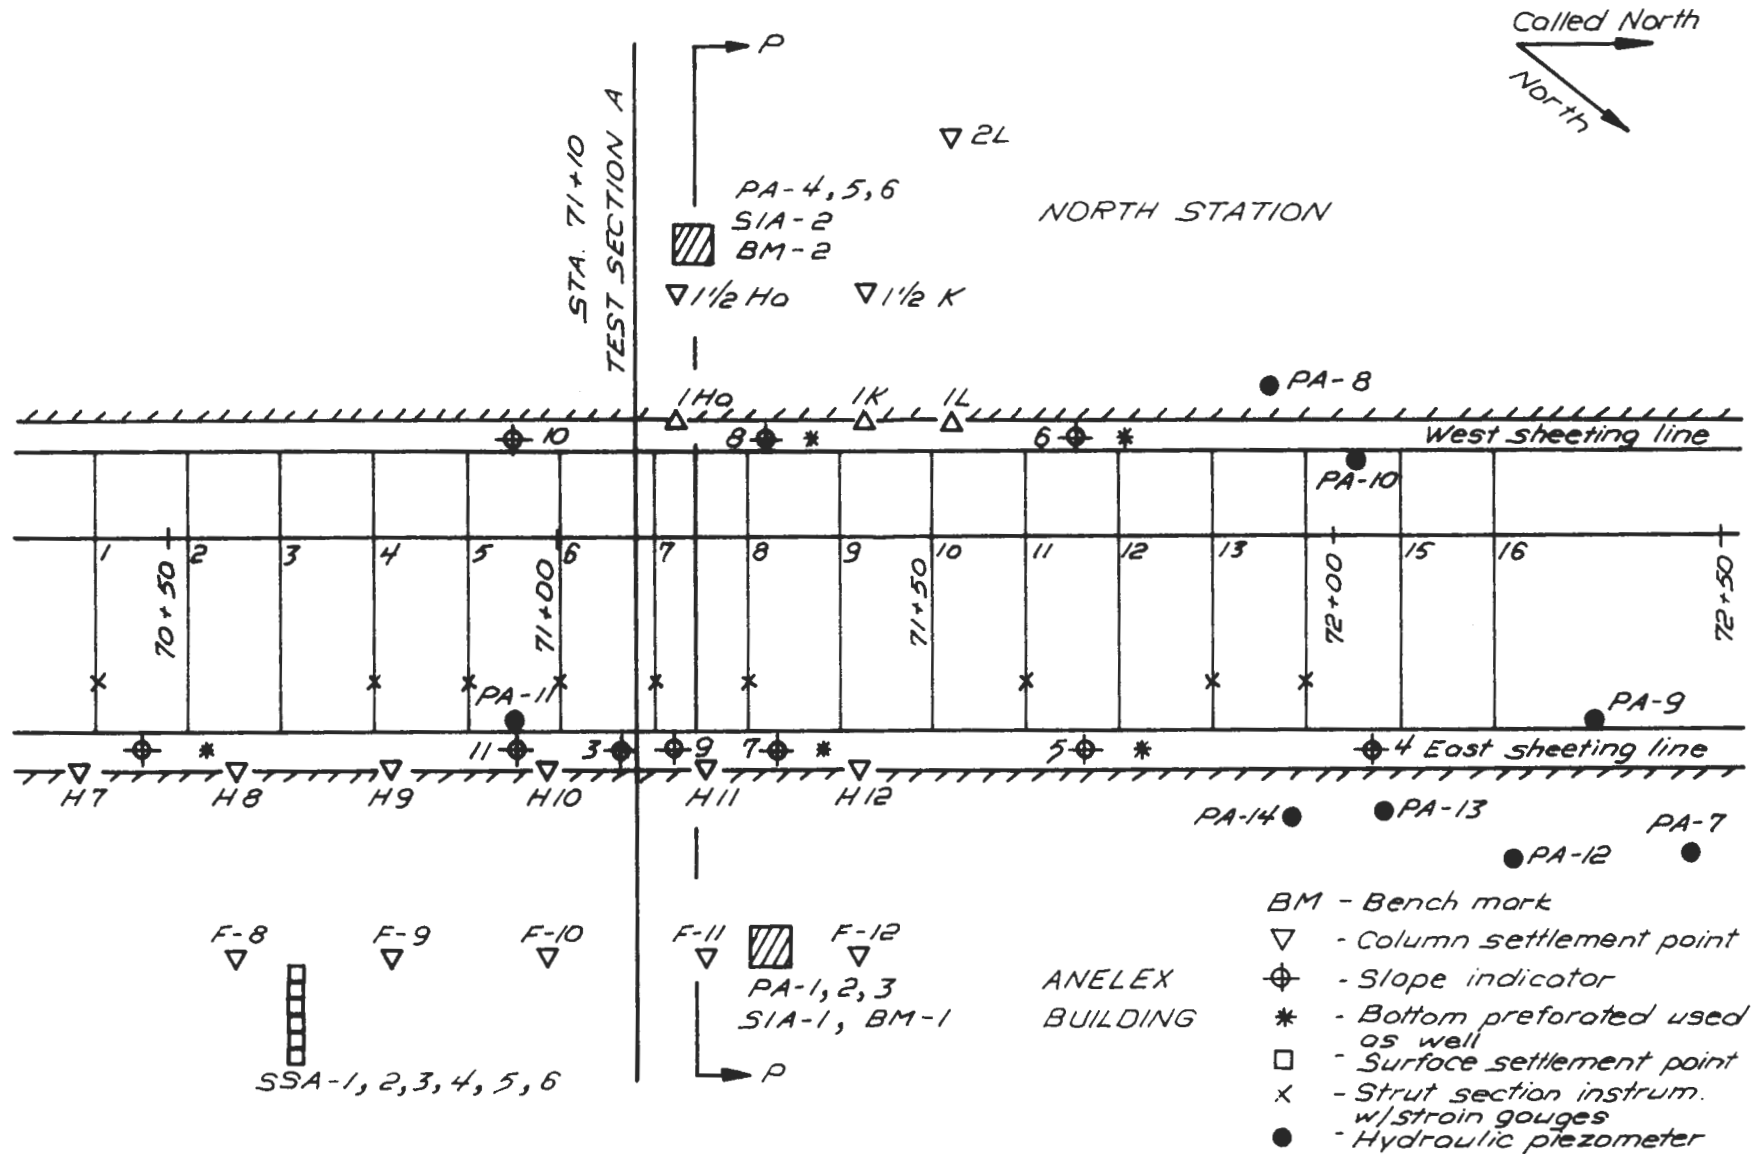 Called North
North
P
STA. 71+10
TEST SECTION A
2L
PA-4, 5, 6
SIA-2
BM-2
NORTH STATION
1 1/2 Ha
1 1/2 K
PA-8
1Ha
1K
1L
10
8
*
6
*
West sheeting line
PA-10
1
2
3
4
5
6
7
8
9
10
11
12
13
15
16
70+50
71+00
71+50
72+00
72+50
PA-11
PA-9
*
11
3
9
7
*
5
*
4
East sheeting line
H7
H8
H9
H10
H11
H12
PA-14
PA-13
PA-7
PA-12
F-8
F-9
F-10
F-11
F-12
PA-1, 2, 3
SIA-1, BM-1
ANELEX
BUILDING
SSA-1, 2, 3, 4, 5, 6
P
BM - Bench mark
- Column settlement point
- Slope indicator
* - Bottom preforated used
as well
- Surface settlement point
x - Strut section instrum.
w/strain gauges
- Hydraulic piezometer